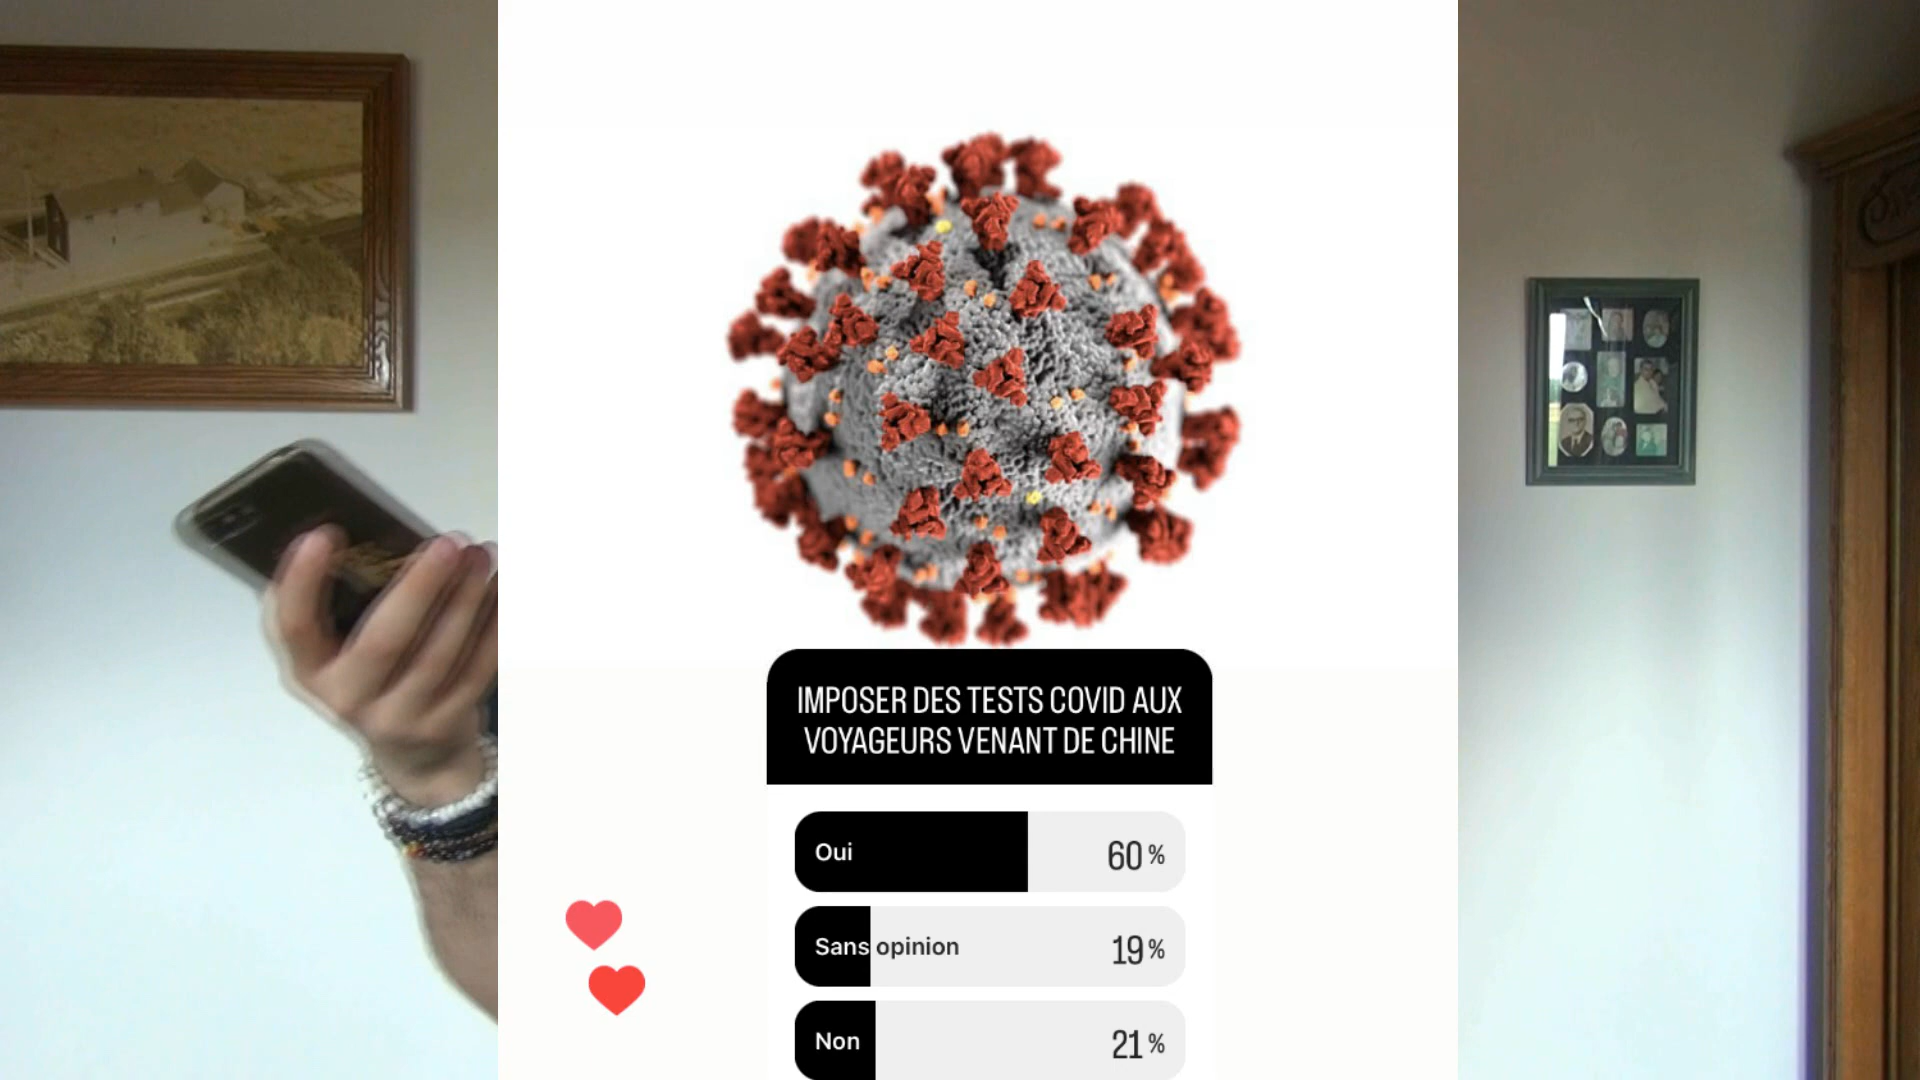 IMPOSER DES TESTS COVID AUX
VOYAGEURS VENANT DE CHINE
Oui 60%
Sans opinion 19%
Non 21%